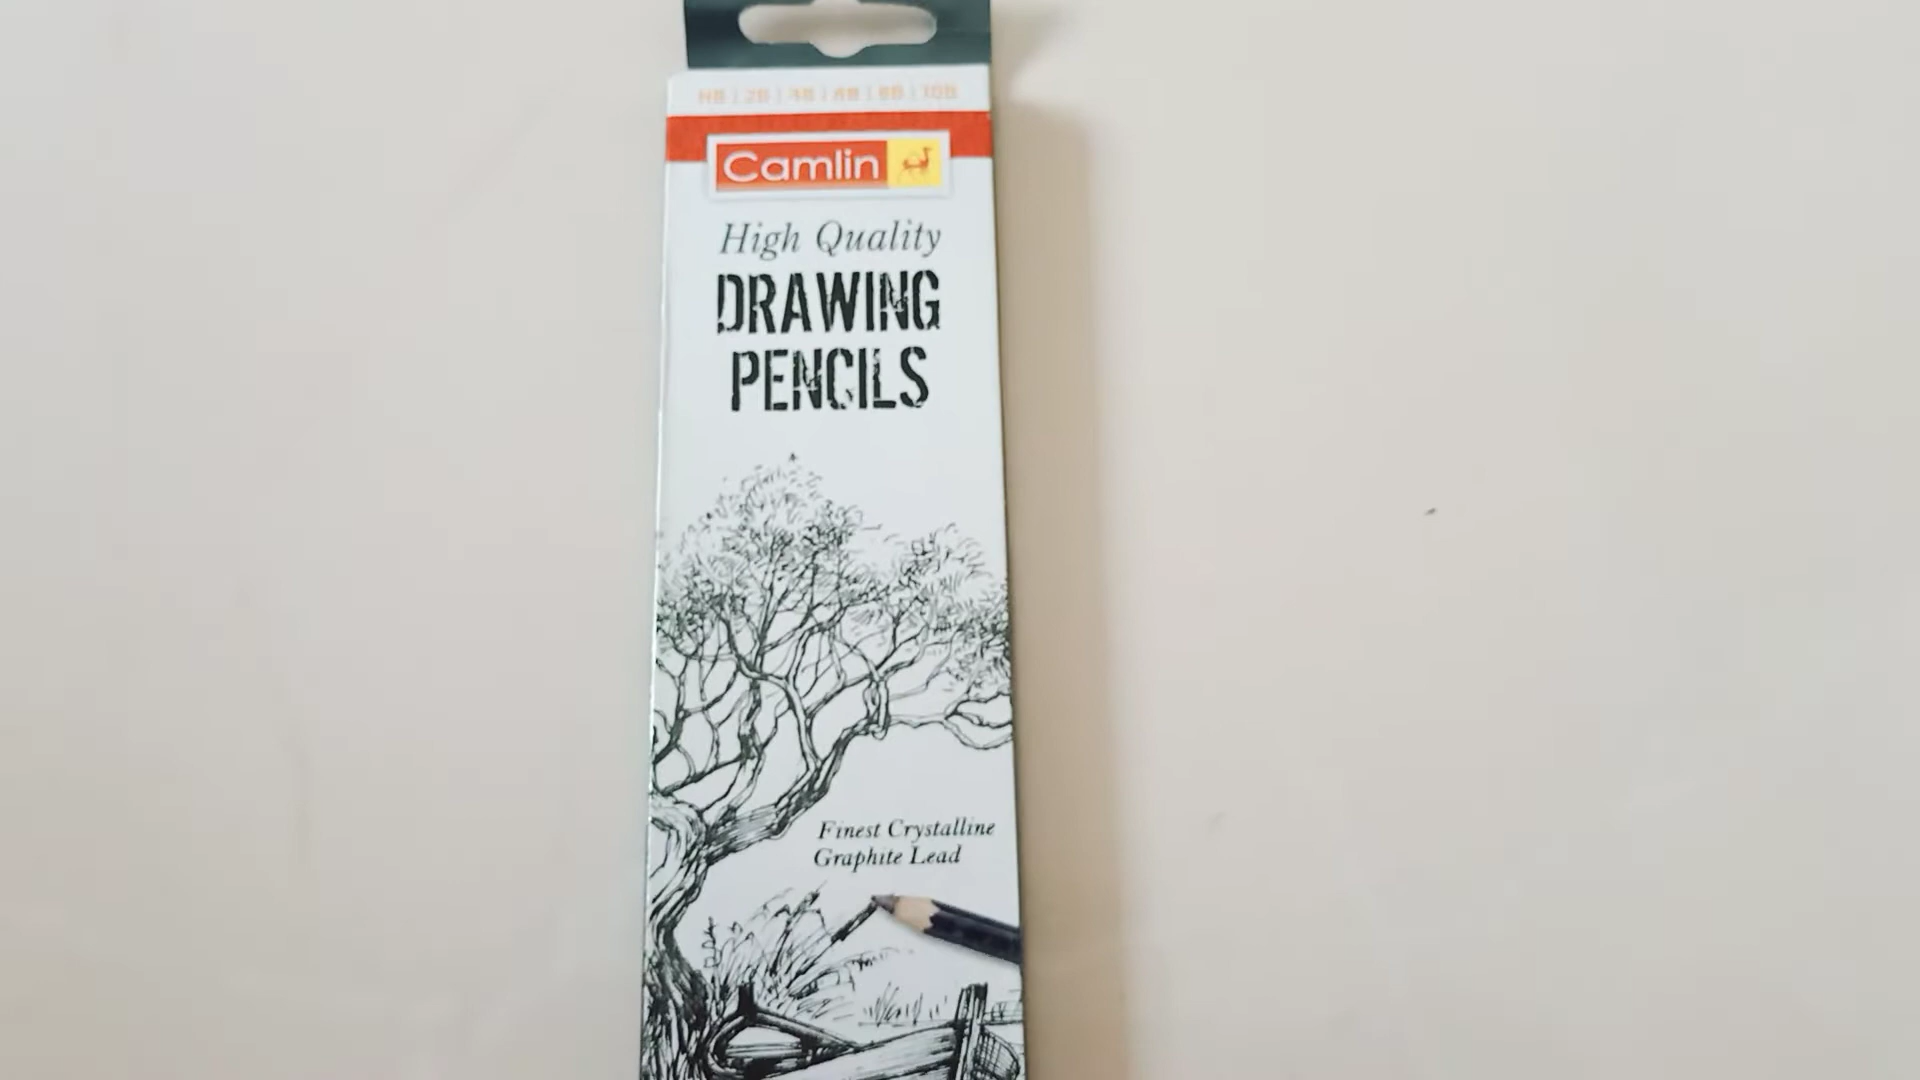 HB | 2B | 4B | 6B | 8B | 10B
Camlin
High Quality
DRAWING
PENCILS
Finest Crystalline
Graphite Lead